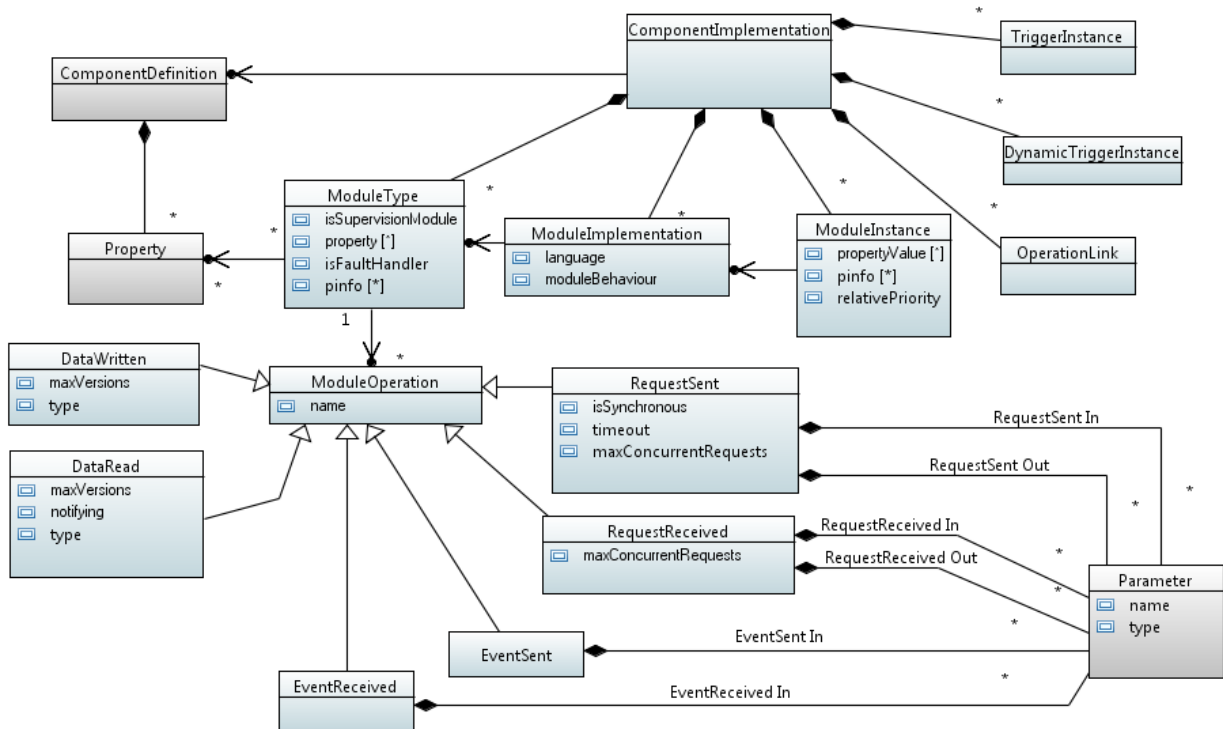 ComponentImplementation
*
TriggerInstance
ComponentDefinition
*
DynamicTriggerInstance
*
Property
*
*
ModuleType
isSupervisionModule
property [*]
isFaultHandler
pinfo [*]
*
*
ModuleImplementation
language
moduleBehaviour
*
ModuleInstance
propertyValue [*]
pinfo [*]
relativePriority
*
OperationLink
1
*
DataWritten
maxVersions
type
ModuleOperation
name
RequestSent
isSynchronous
timeout
maxConcurrentRequests
RequestSent In
*
RequestSent Out
*
DataRead
maxVersions
notifying
type
RequestReceived
maxConcurrentRequests
RequestReceived In
*
RequestReceived Out
*
Parameter
name
type
EventSent
EventSent In
*
EventReceived
EventReceived In
*